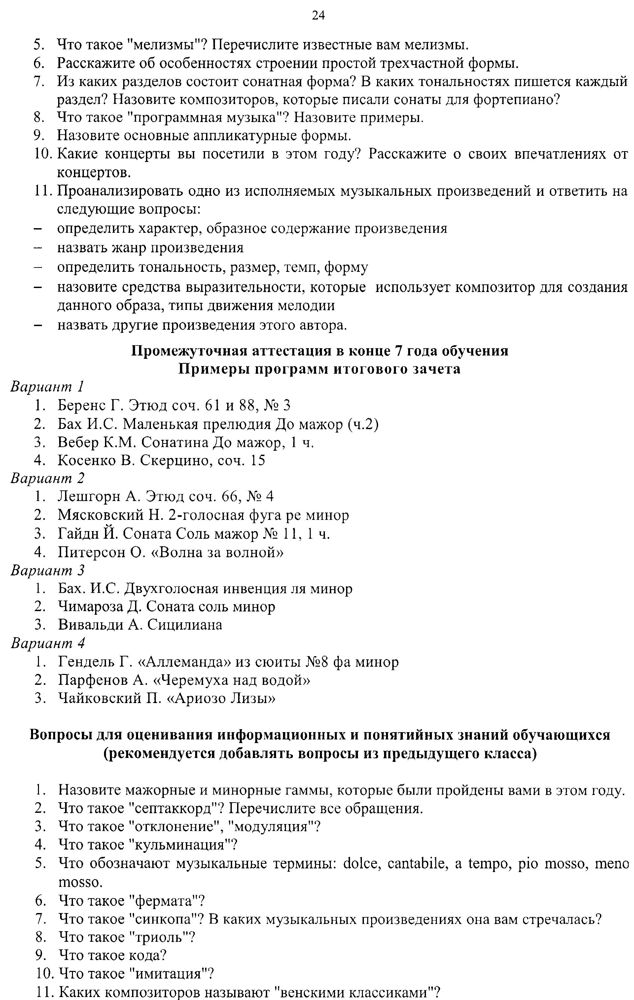 24
5. Что такое "мелизмы"? Перечислите известные вам мелизмы.
6. Расскажите об особенностях строении простой трехчастной формы.
7. Из каких разделов состоит сонатная форма? В каких тональностях пишется каждый
раздел? Назовите композиторов, которые писали сонаты для фортепиано?
8. Что такое "программная музыка"? Назовите примеры.
9. Назовите основные аппликатурные формы.
10. Какие концерты вы посетили в этом году? Расскажите о своих впечатлениях от
концертов.
11. Проанализировать одно из исполняемых музыкальных произведений и ответить на
следующие вопросы:
– определить характер, образное содержание произведения
– назвать жанр произведения
– определить тональность, размер, темп, форму
– назовите средства выразительности, которые использует композитор для создания
данного образа, типы движения мелодии
– назвать другие произведения этого автора.
Промежуточная аттестация в конце 7 года обучения
Примеры программ итогового зачета
Вариант 1
1. Беренс Г. Этюд соч. 61 и 88, № 3
2. Бах И.С. Маленькая прелюдия До мажор (ч.2)
3. Вебер К.М. Сонатина До мажор, 1 ч.
4. Косенко В. Скерцино, соч. 15
Вариант 2
1. Лешгорн А. Этюд соч. 66, № 4
2. Мясковский Н. 2-голосная фуга ре минор
3. Гайдн Й. Соната Соль мажор № 11, 1 ч.
4. Питерсон О. «Волна за волной»
Вариант 3
1. Бах. И.С. Двухголосная инвенция ля минор
2. Чимароза Д. Соната соль минор
3. Вивальди А. Сицилиана
Вариант 4
1. Гендель Г. «Аллеманда» из сюиты №8 фа минор
2. Парфенов А. «Черемуха над водой»
3. Чайковский П. «Ариозо Лизы»
Вопросы для оценивания информационных и понятийных знаний обучающихся
(рекомендуется добавлять вопросы из предыдущего класса)
1. Назовите мажорные и минорные гаммы, которые были пройдены вами в этом году.
2. Что такое "септаккорд"? Перечислите все обращения.
3. Что такое "отклонение", "модуляция"?
4. Что такое "кульминация"?
5. Что обозначают музыкальные термины: dolce, cantabile, a tempo, pio mosso, meno
mosso.
6. Что такое "фермата"?
7. Что такое "синкопа"? В каких музыкальных произведениях она вам стречалась?
8. Что такое "триоль"?
9. Что такое кода?
10. Что такое "имитация"?
11. Каких композиторов называют "венскими классиками"?